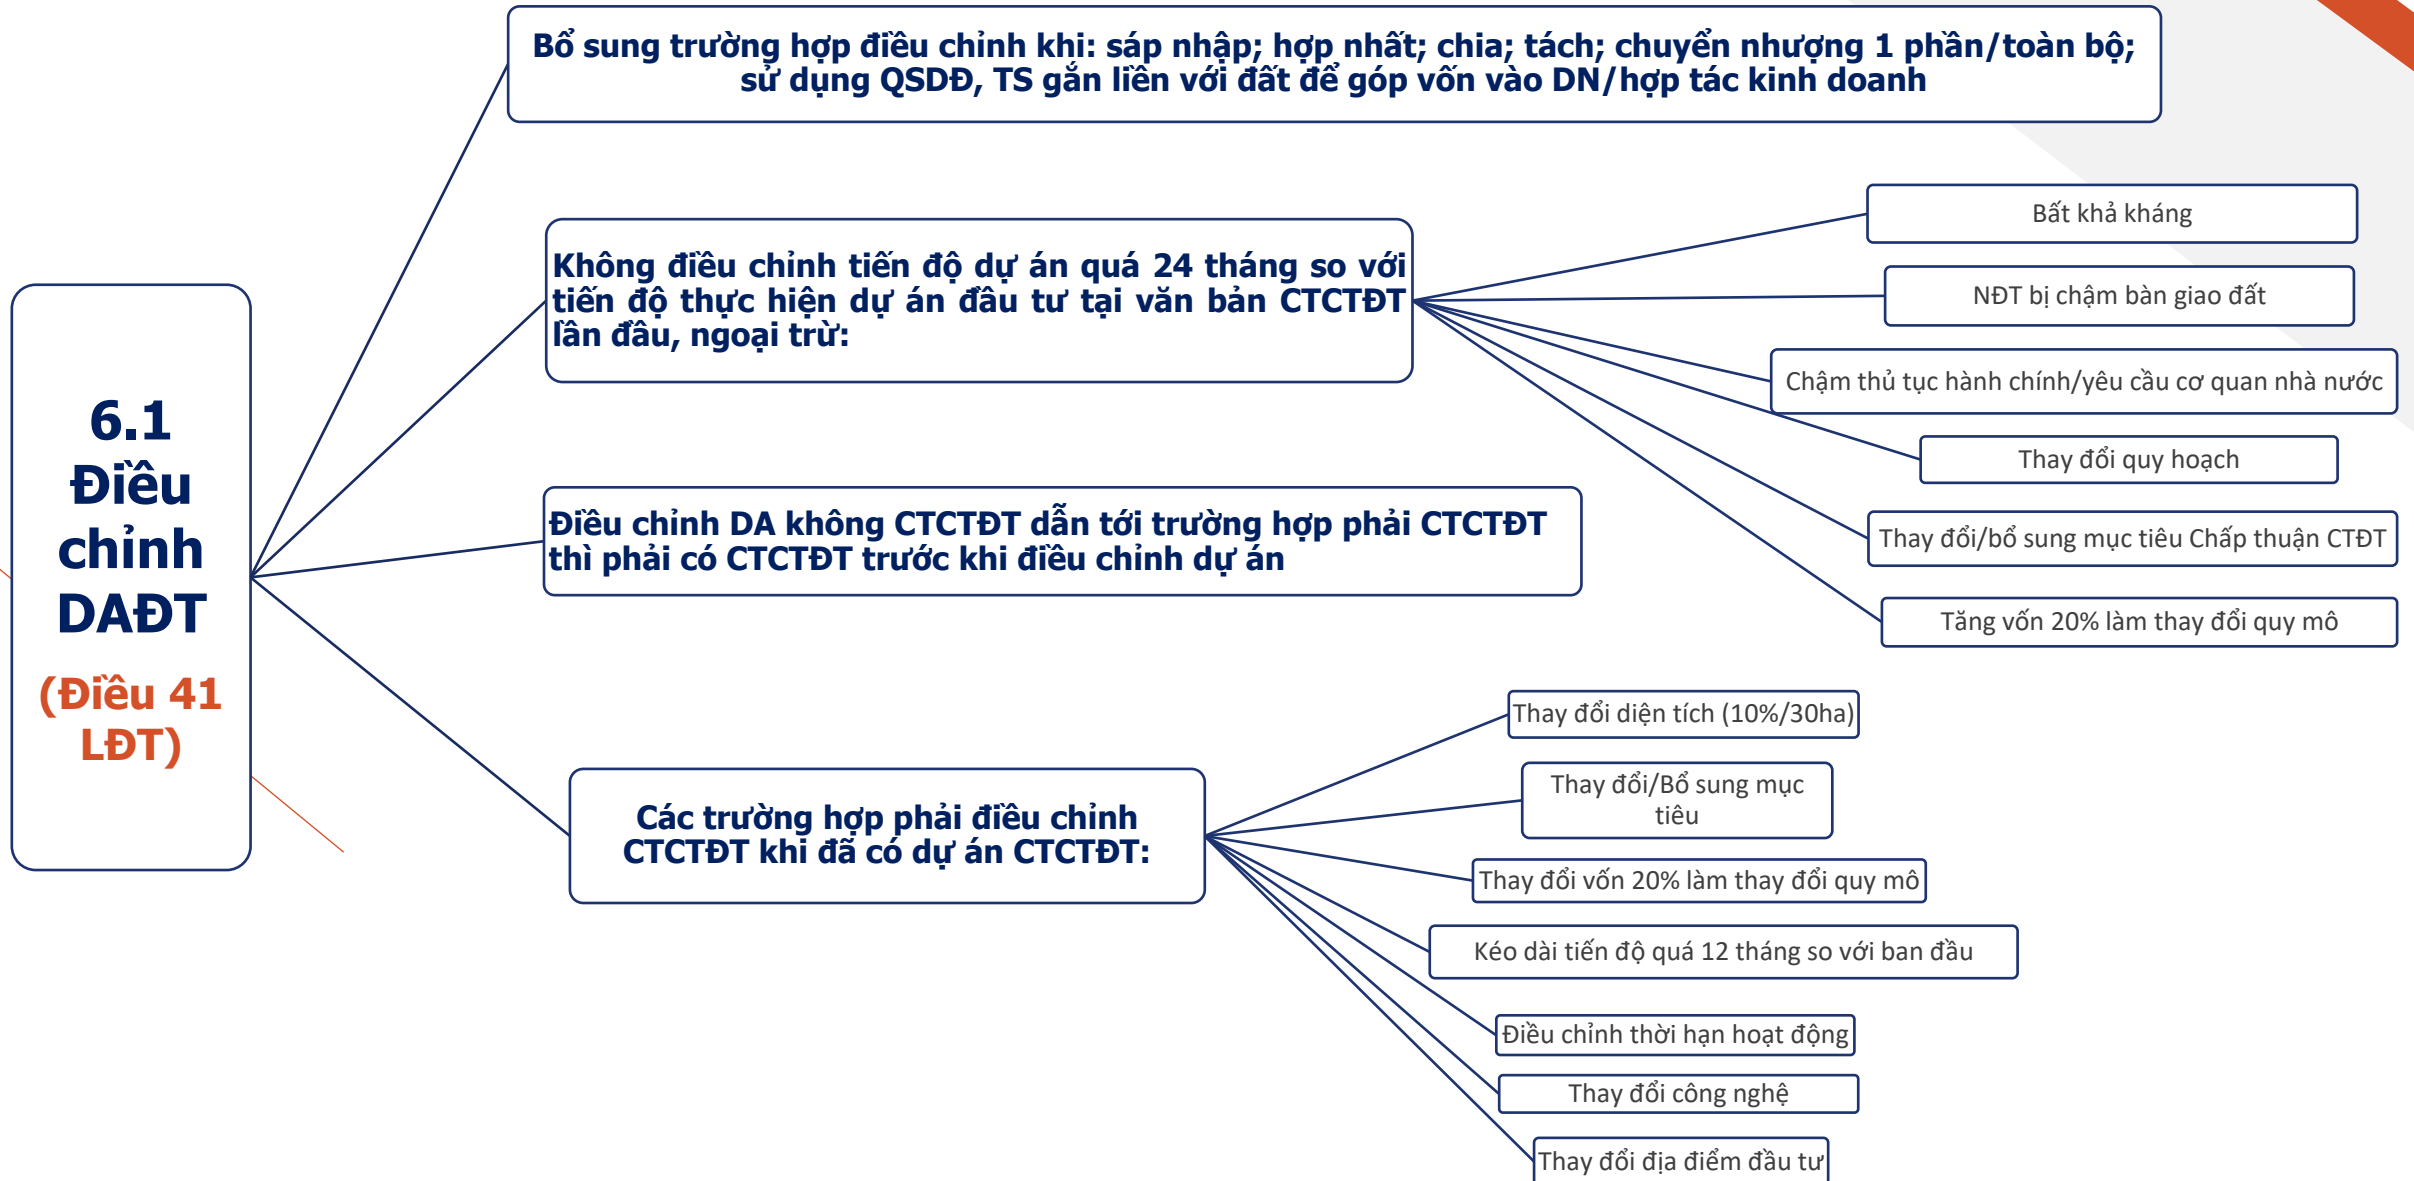 6.1
Điều
chỉnh
DAĐT
(Điều 41
LĐT)
Bổ sung trường hợp điều chỉnh khi: sáp nhập; hợp nhất; chia; tách; chuyển nhượng 1 phần/toàn bộ;
sử dụng QSDĐ, TS gắn liền với đất để góp vốn vào DN/hợp tác kinh doanh
Không điều chỉnh tiến độ dự án quá 24 tháng so với
tiến độ thực hiện dự án đầu tư tại văn bản CTCTĐT
lần đầu, ngoại trừ:
Bất khả kháng
NĐT bị chậm bàn giao đất
Chậm thủ tục hành chính/yêu cầu cơ quan nhà nước
Thay đổi quy hoạch
Thay đổi/bổ sung mục tiêu Chấp thuận CTĐT
Tăng vốn 20% làm thay đổi quy mô
Điều chỉnh DA không CTCTĐT dẫn tới trường hợp phải CTCTĐT
thì phải có CTCTĐT trước khi điều chỉnh dự án
Các trường hợp phải điều chỉnh
CTCTĐT khi đã có dự án CTCTĐT:
Thay đổi diện tích (10%/30ha)
Thay đổi/Bổ sung mục
tiêu
Thay đổi vốn 20% làm thay đổi quy mô
Kéo dài tiến độ quá 12 tháng so với ban đầu
Điều chỉnh thời hạn hoạt động
Thay đổi công nghệ
Thay đổi địa điểm đầu tư